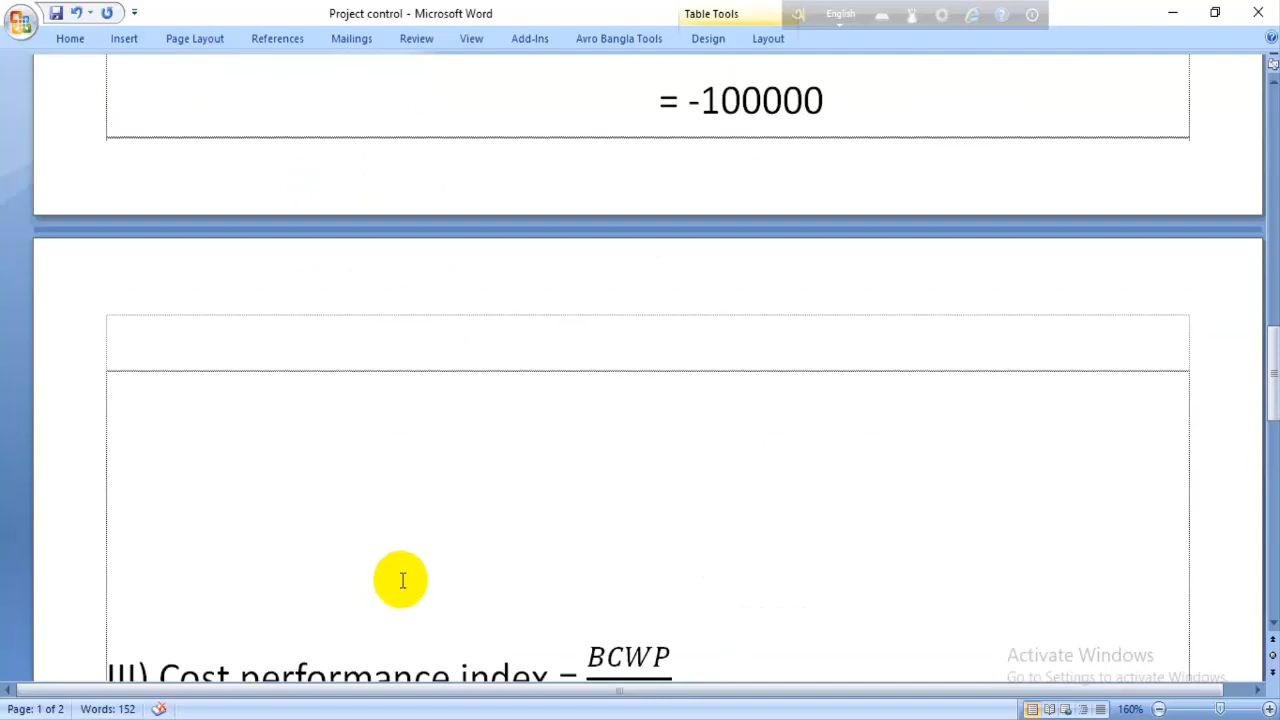 Project control - Microsoft Word
Table Tools
English
Home
Insert
Page Layout
References
Mailings
Review
View
Add-Ins
Avro Bangla Tools
Design
Layout
= -100000
III) Cost performance index =
BCWP
Activate Windows
Go to Settings to activate Windows.
Page: 1 of 2
Words: 152
160%